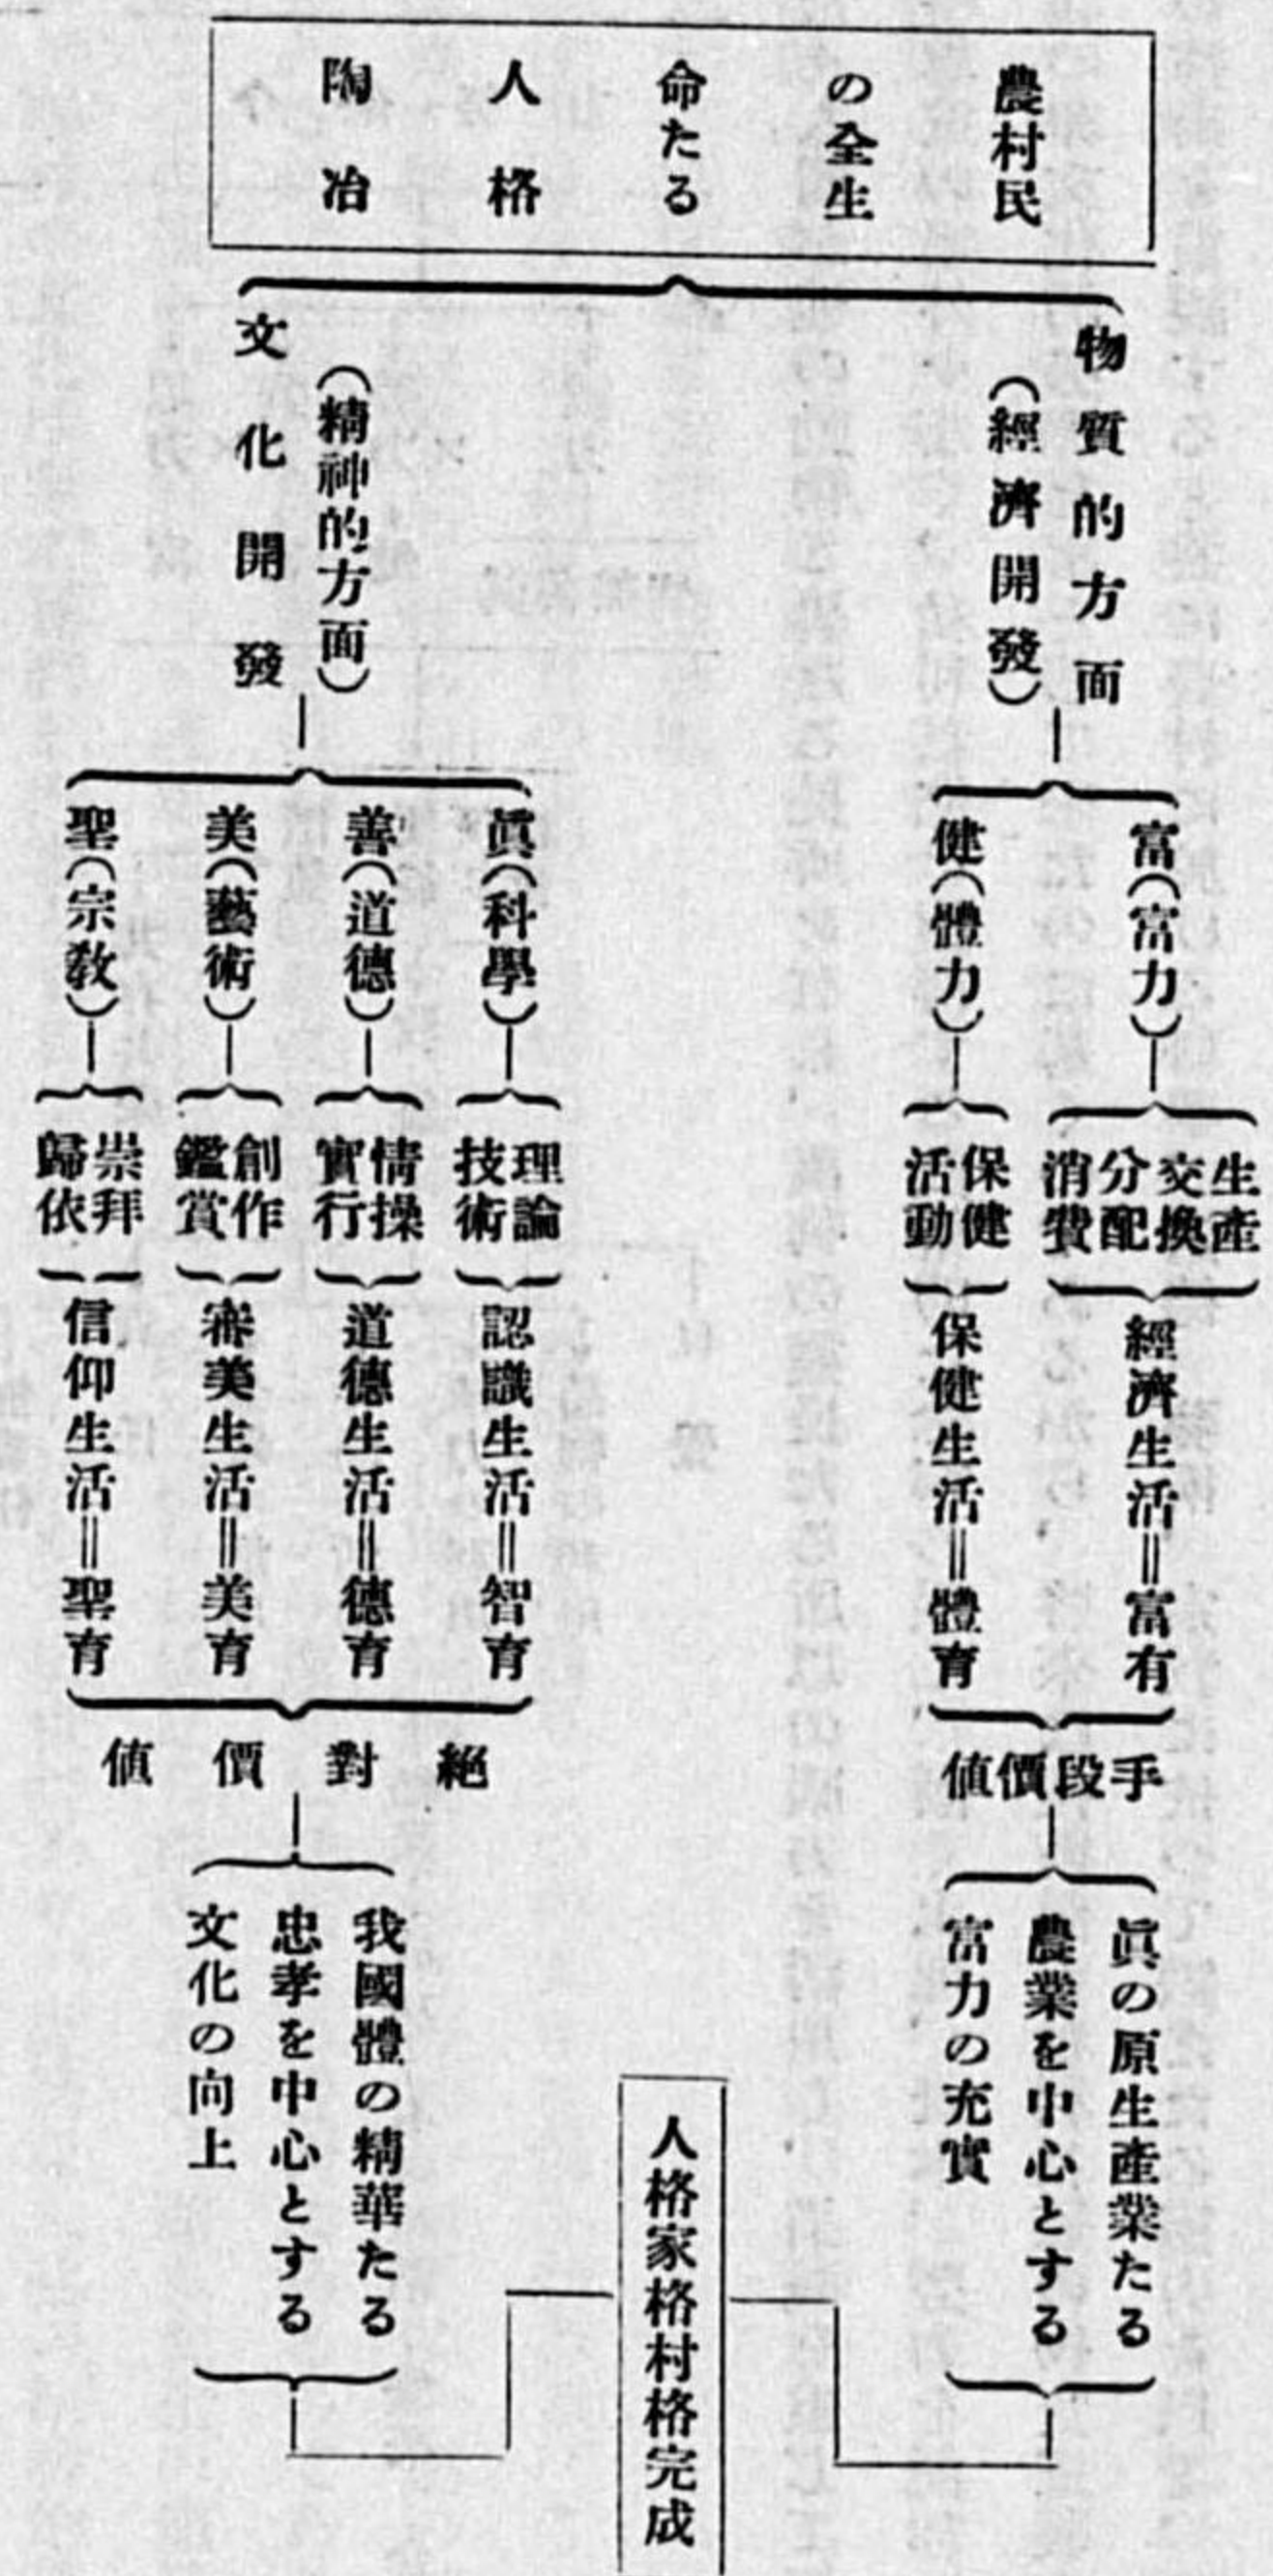 農村民
の全生
命たる
人格
陶冶
物質的方面
(經濟開發)
富(富力)
生産
交換
分配
消費
經濟生活=富有
健(體力)
保健
活動
保健生活=體育
手段價値
眞の原生産業たる
農業を中心とする
富力の充實
(精神的方面)
文化開發
眞(科學)
理論
技術
認識生活=智育
善(道德)
情操
實行
道德生活=德育
美(藝術)
創作
鑑賞
審美生活=美育
聖(宗教)
崇拜
歸依
信仰生活=聖育
絕對價値
我國體の精華たる
忠孝を中心とする
文化の向上
人格家格村格完成